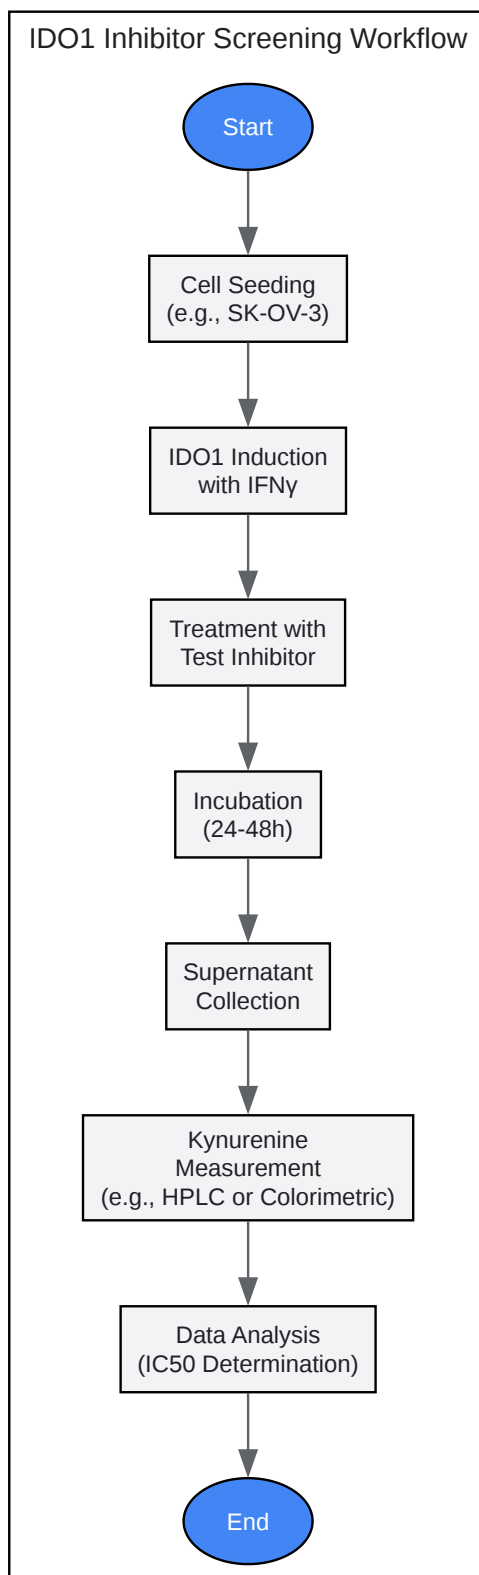 IDO1 Inhibitor Screening Workflow
Start
Cell Seeding
(e.g., SK-OV-3)
IDO1 Induction
with IFNγ
Treatment with
Test Inhibitor
Incubation
(24-48h)
Supernatant
Collection
Kynurenine
Measurement
(e.g., HPLC or Colorimetric)
Data Analysis
(IC50 Determination)
End